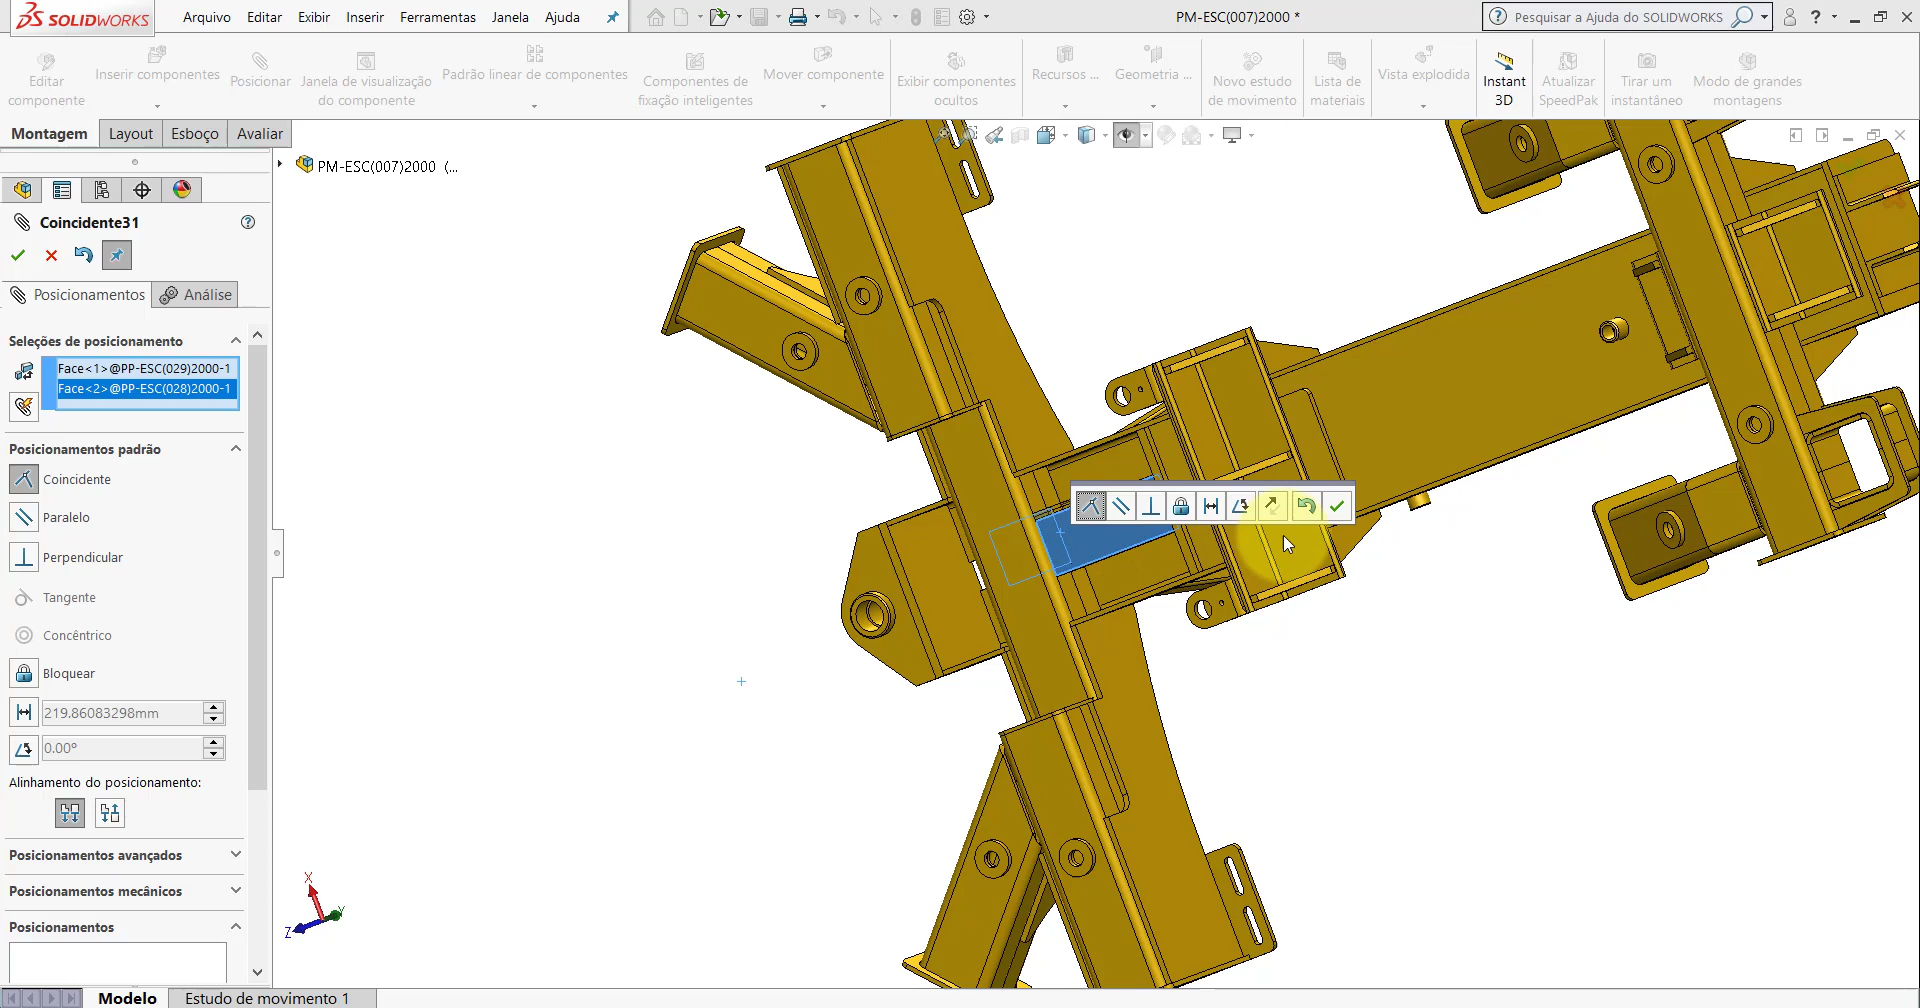 SOLIDWORKS
Arquivo Editar Exibir Inserir Ferramentas Janela Ajuda
PM-ESC(007)2000 *
Pesquisar a Ajuda do SOLIDWORKS
Editar componente
Inserir componentes
Posicionar
Janela de visualização do componente
Padrão linear de componentes
Componentes de fixação inteligentes
Mover componente
Exibir componentes ocultos
Recursos ...
Geometria ...
Novo estudo de movimento
Lista de materiais
Vista explodida
Instant 3D
Atualizar SpeedPak
Tirar um instantâneo
Modo de grandes montagens
Montagem Layout Esboço Avaliar
PM-ESC(007)2000 (...
Coincidente31
Posicionamentos Análise
Seleções de posicionamento
Face<1>@PP-ESC(029)2000-1
Face<2>@PP-ESC(028)2000-1
Posicionamentos padrão
Coincidente
Paralelo
Perpendicular
Tangente
Concêntrico
Bloquear
219.86083298mm
0.00°
Alinhamento do posicionamento:
Posicionamentos avançados
Posicionamentos mecânicos
Posicionamentos
X
Y
Z
Modelo Estudo de movimento 1